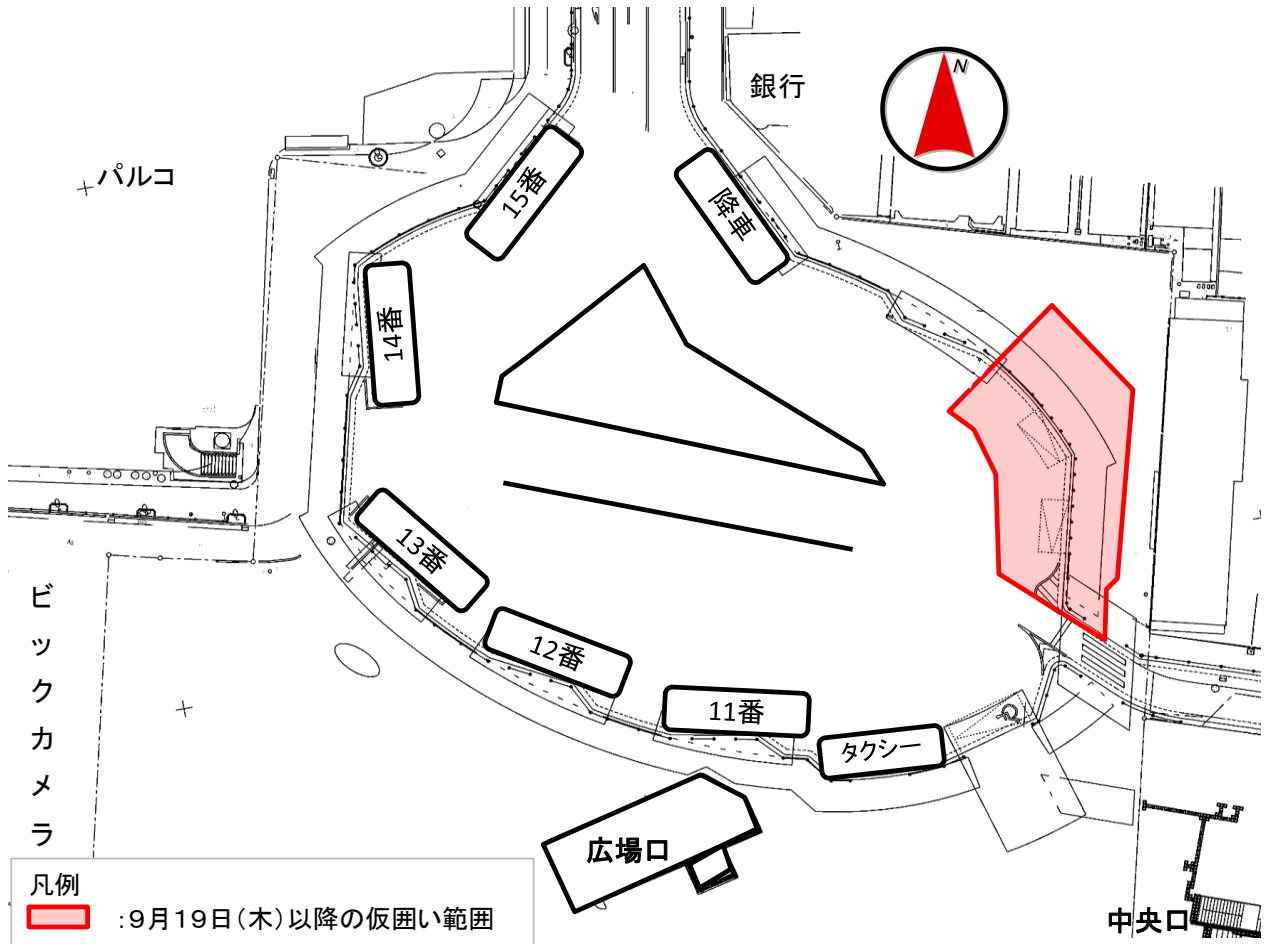 銀行
N
パルコ
15番
降車
14番
13番
12番
11番
タクシー
ビックカメラ
広場口
中央口
凡例
:9月19日(木)以降の仮囲い範囲